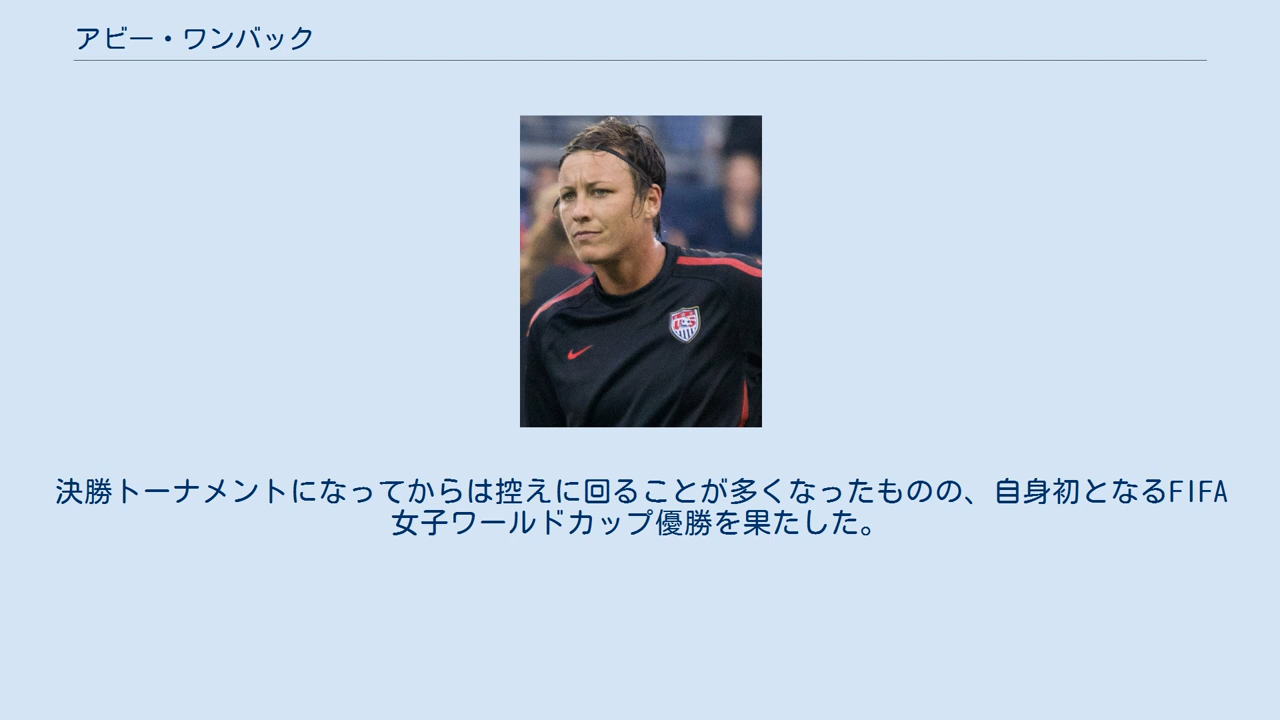 アビー・ワンバック
決勝トーナメントになってからは控えに回ることが多くなったものの、自身初となるFIFA
女子ワールドカップ優勝を果たした。